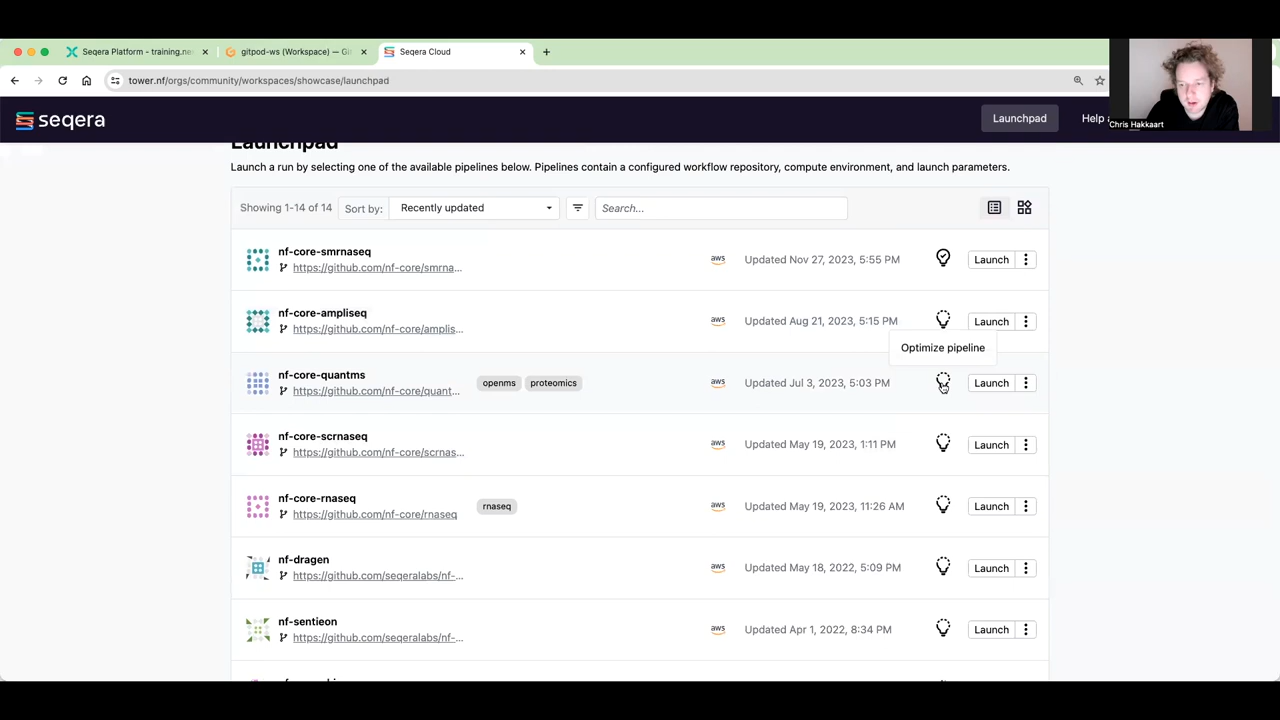 Seqera Platform - training.ne
gitpod-ws (Workspace) — Gi
Seqera Cloud
tower.nf/orgs/community/workspaces/showcase/launchpad
Chris Hakkaart
seqera
Launchpad
Help
Launchpad
Launch a run by selecting one of the available pipelines below. Pipelines contain a configured workflow repository, compute environment, and launch parameters.
Showing 1-14 of 14
Sort by:
Recently updated
Search...
nf-core-smrnaseq
https://github.com/nf-core/smrna...
aws
Updated Nov 27, 2023, 5:55 PM
Launch
nf-core-ampliseq
https://github.com/nf-core/amplis...
aws
Updated Aug 21, 2023, 5:15 PM
Launch
Optimize pipeline
nf-core-quantms
https://github.com/nf-core/quant...
openms
proteomics
aws
Updated Jul 3, 2023, 5:03 PM
Launch
nf-core-scrnaseq
https://github.com/nf-core/scrnas...
aws
Updated May 19, 2023, 1:11 PM
Launch
nf-core-rnaseq
https://github.com/nf-core/rnaseq
rnaseq
aws
Updated May 19, 2023, 11:26 AM
Launch
nf-dragen
https://github.com/seqeralabs/nf-...
aws
Updated May 18, 2022, 5:09 PM
Launch
nf-sentieon
https://github.com/seqeralabs/nf-...
aws
Updated Apr 1, 2022, 8:34 PM
Launch